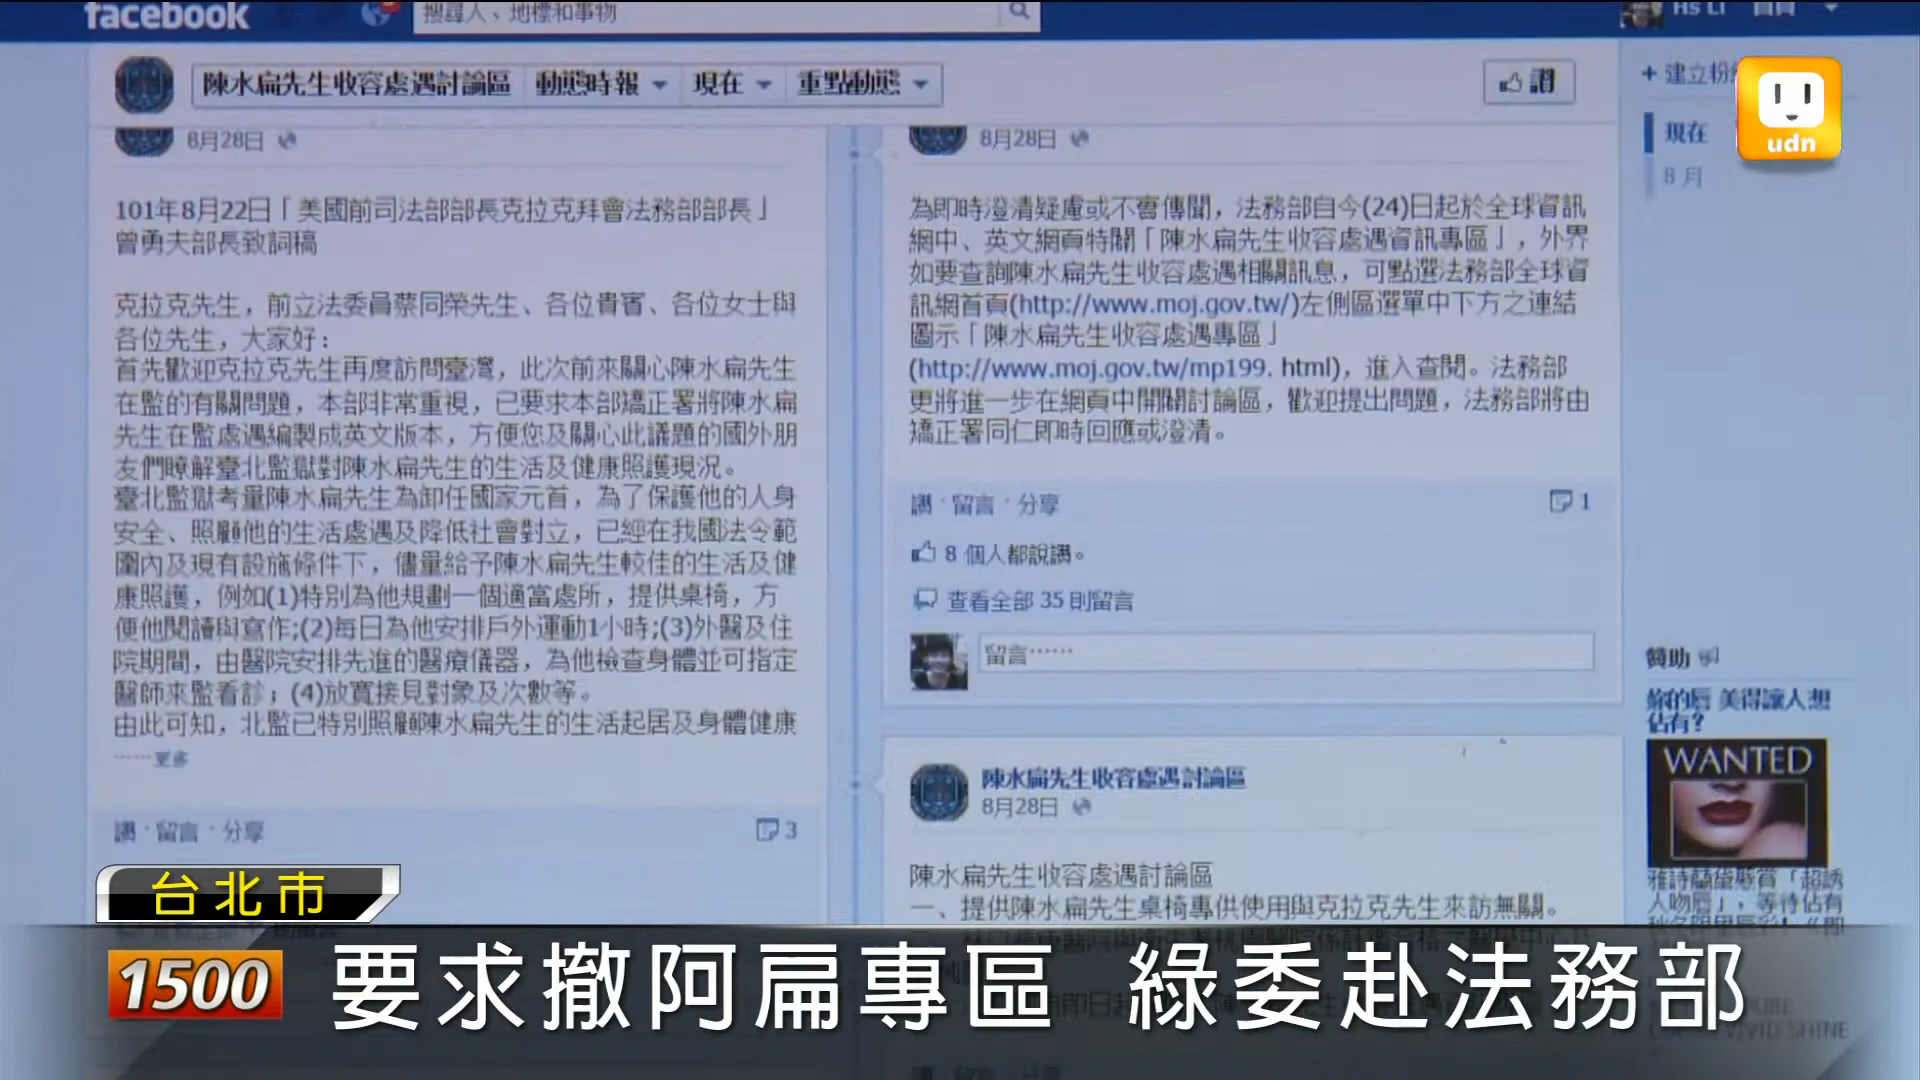 facebook
搜尋人、地標和事物
Hs Li 首頁
陳水扁先生收容處遇討論區 動態時報 現在 重點動態
讚
udn
現在
8月
8月28日
101年8月22日「美國前司法部部長克拉克拜會法務部部長」
曾勇夫部長致詞稿
克拉克先生，前立法委員蔡同榮先生、各位貴賓、各位女士與
各位先生，大家好：
首先歡迎克拉克先生再度訪問臺灣，此次前來關心陳水扁先生
在監的有關問題，本部非常重視，已要求本部矯正署將陳水扁
先生在監處遇編製成英文版本，方便您及關心此議題的國外朋
友們瞭解臺北監獄對陳水扁先生的生活及健康照護現況。
臺北監獄考量陳水扁先生為卸任國家元首，為了保護他的人身
安全、照顧他的生活處遇及降低社會對立，已經在我國法令範
圍內及現有設施條件下，儘量給予陳水扁先生較佳的生活及健
康照護，例如(1)特別為他規劃一個適當處所，提供桌椅，方
便他閱讀與寫作;(2)每日為他安排戶外運動1小時;(3)外醫及住
院期間，由醫院安排先進的醫療儀器，為他檢查身體並可指定
醫師來監看診；(4)放寬接見對象及次數等。
由此可知，北監已特別照顧陳水扁先生的生活起居及身體健康
……更多
讚·留言·分享 3
8月28日
為即時澄清疑慮或不實傳聞，法務部自今(24)日起於全球資訊
網中、英文網頁特闢「陳水扁先生收容處遇資訊專區」，外界
如要查詢陳水扁先生收容處遇相關訊息，可點選法務部全球資
訊網首頁(http://www.moj.gov.tw/)左側區選單中下方之連結
圖示「陳水扁先生收容處遇專區」
(http://www.moj.gov.tw/mp199. html)，進入查閱。法務部
更將進一步在網頁中開闢討論區，歡迎提出問題，法務部將由
矯正署同仁即時回應或澄清。
讚·留言·分享 1
8 個人都說讚。
查看全部 35 則留言
留言……
陳水扁先生收容處遇討論區
8月28日
陳水扁先生收容處遇討論區
一、提供陳水扁先生桌椅專供使用與克拉克先生來訪無關。
贊助
妳的唇 美得讓人想
佔有?
WANTED
雅詩蘭黛懸賞「超誘
人吻唇」，等待佔有
台北市
1500
要求撤阿扁專區 綠委赴法務部